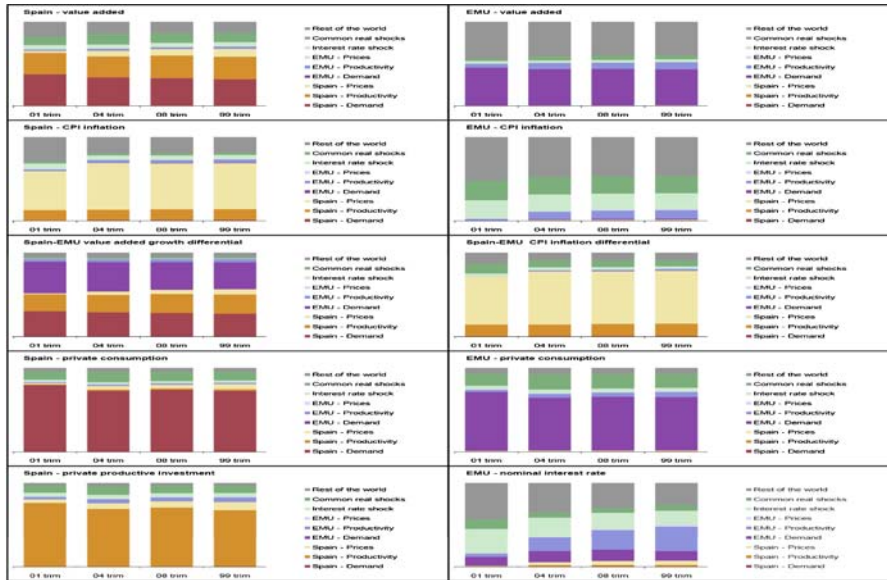 Spain - value added
Rest of the world
Common real shocks
Interest rate shock
EMU - Prices
EMU - Productivity
EMU - Demand
Spain - Prices
Spain - Productivity
Spain - Demand
01 trim 04 trim 08 trim 99 trim
EMU - value added
Rest of the world
Common real shocks
Interest rate shock
EMU - Prices
EMU - Productivity
EMU - Demand
Spain - Prices
Spain - Productivity
Spain - Demand
01 trim 04 trim 08 trim 99 trim
Spain - CPI inflation
Rest of the world
Common real shocks
Interest rate shock
EMU - Prices
EMU - Productivity
EMU - Demand
Spain - Prices
Spain - Productivity
Spain - Demand
01 trim 04 trim 08 trim 99 trim
EMU - CPI inflation
Rest of the world
Common real shocks
Interest rate shock
EMU - Prices
EMU - Productivity
EMU - Demand
Spain - Prices
Spain - Productivity
Spain - Demand
01 trim 04 trim 08 trim 99 trim
Spain-EMU value added growth differential
Rest of the world
Common real shocks
Interest rate shock
EMU - Prices
EMU - Productivity
EMU - Demand
Spain - Prices
Spain - Productivity
Spain - Demand
01 trim 04 trim 08 trim 99 trim
Spain-EMU CPI inflation differential
Rest of the world
Common real shocks
Interest rate shock
EMU - Prices
EMU - Productivity
EMU - Demand
Spain - Prices
Spain - Productivity
Spain - Demand
01 trim 04 trim 08 trim 99 trim
Spain - private consumption
Rest of the world
Common real shocks
Interest rate shock
EMU - Prices
EMU - Productivity
EMU - Demand
Spain - Prices
Spain - Productivity
Spain - Demand
01 trim 04 trim 08 trim 99 trim
EMU - private consumption
Rest of the world
Common real shocks
Interest rate shock
EMU - Prices
EMU - Productivity
EMU - Demand
Spain - Prices
Spain - Productivity
Spain - Demand
01 trim 04 trim 08 trim 99 trim
Spain - private productive investment
Rest of the world
Common real shocks
Interest rate shock
EMU - Prices
EMU - Productivity
EMU - Demand
Spain - Prices
Spain - Productivity
Spain - Demand
01 trim 04 trim 08 trim 99 trim
EMU - nominal interest rate
Rest of the world
Common real shocks
Interest rate shock
EMU - Prices
EMU - Productivity
EMU - Demand
Spain - Prices
Spain - Productivity
Spain - Demand
01 trim 04 trim 08 trim 99 trim